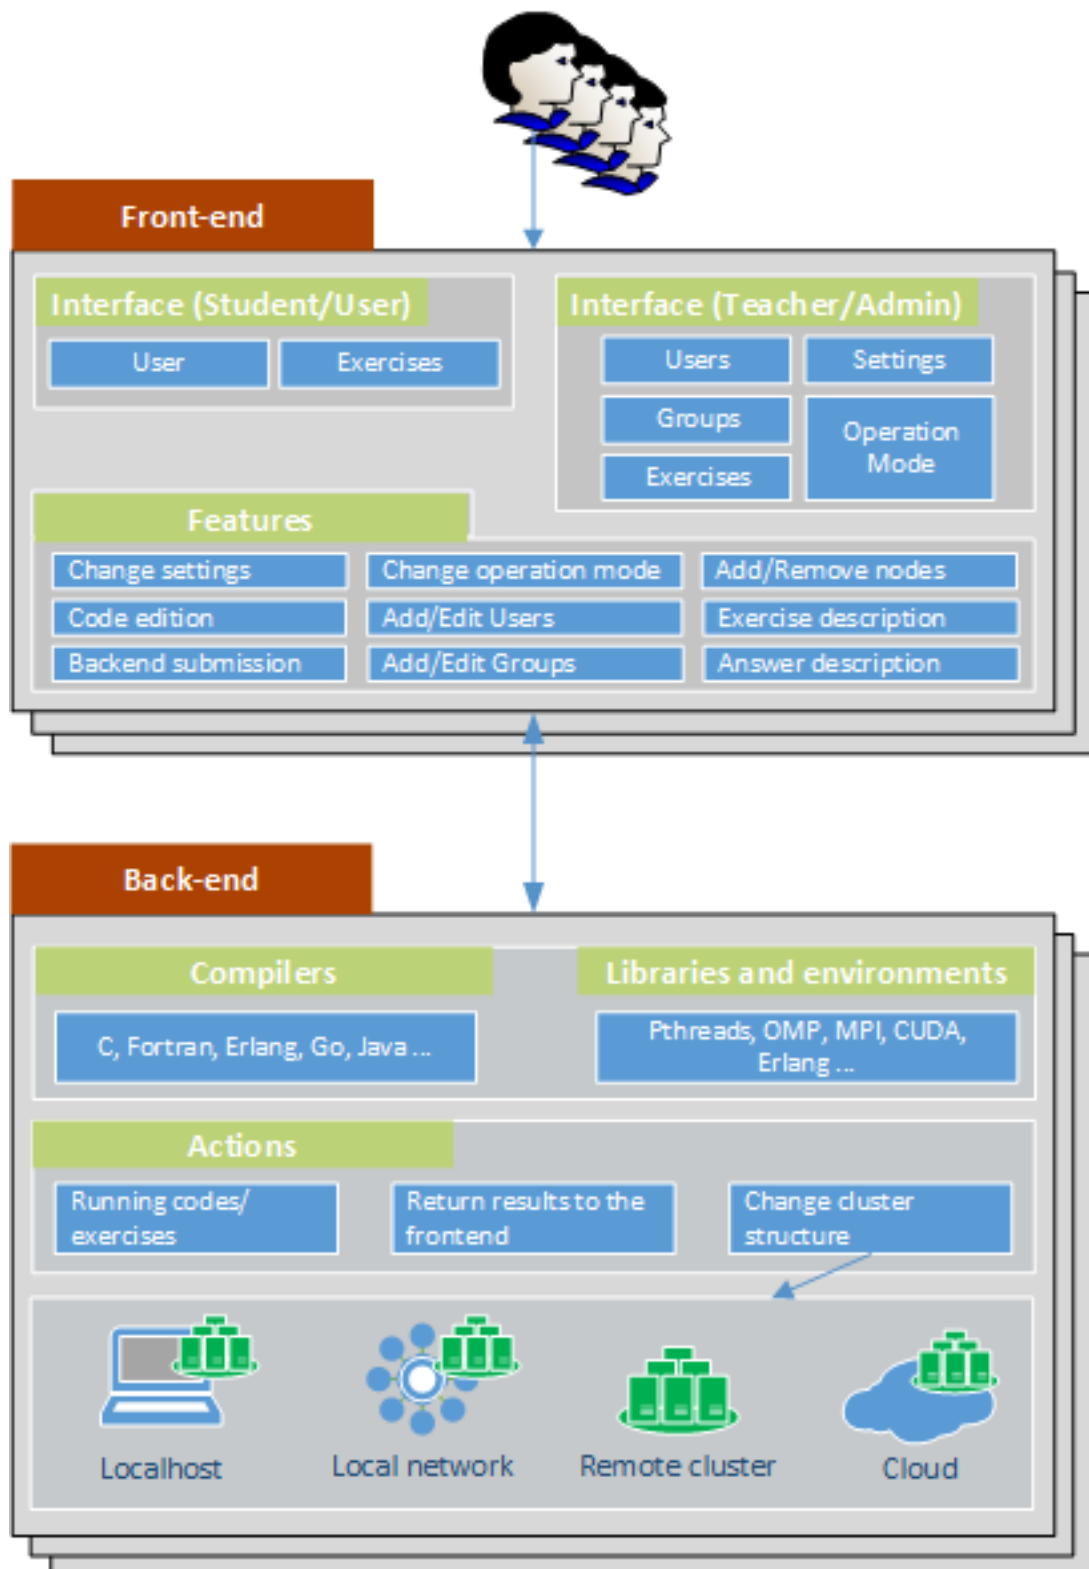 Front-end
Interface (Student/User)
User
Exercises
Interface (Teacher/Admin)
Users
Settings
Groups
Operation
Mode
Exercises
Features
Change settings
Change operation mode
Add/Remove nodes
Code edition
Add/Edit Users
Exercise description
Backend submission
Add/Edit Groups
Answer description
Back-end
Compilers
Libraries and environments
C, Fortran, Erlang, Go, Java ...
Pthreads, OMP, MPI, CUDA,
Erlang ...
Actions
Running codes/
exercises
Return results to the
frontend
Change cluster
structure
Localhost
Local network
Remote cluster
Cloud